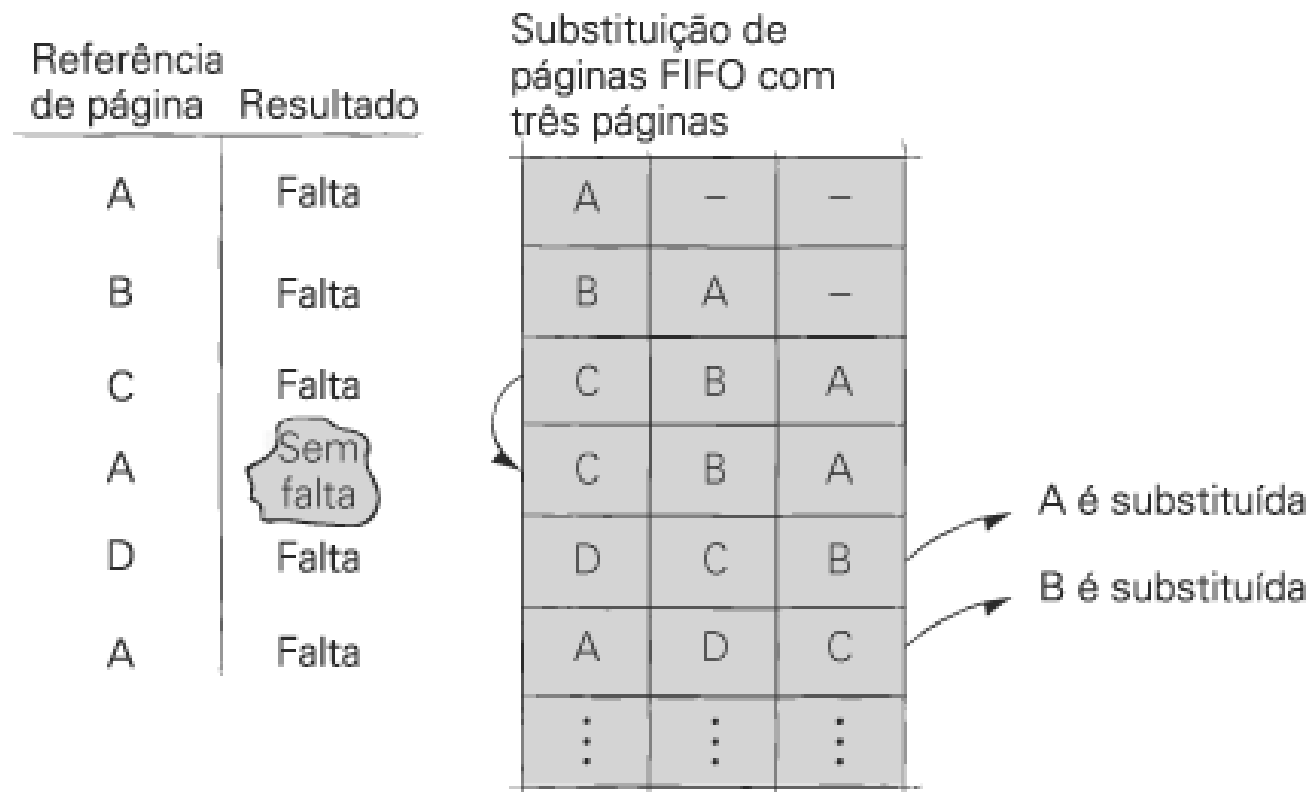 Referência
de página Resultado
Substituição de
páginas FIFO com
três páginas
A Falta A – –
B Falta B A –
C Falta C B A
A Sem
falta C B A
D Falta D C B A é substituída
A Falta A D C B é substituída